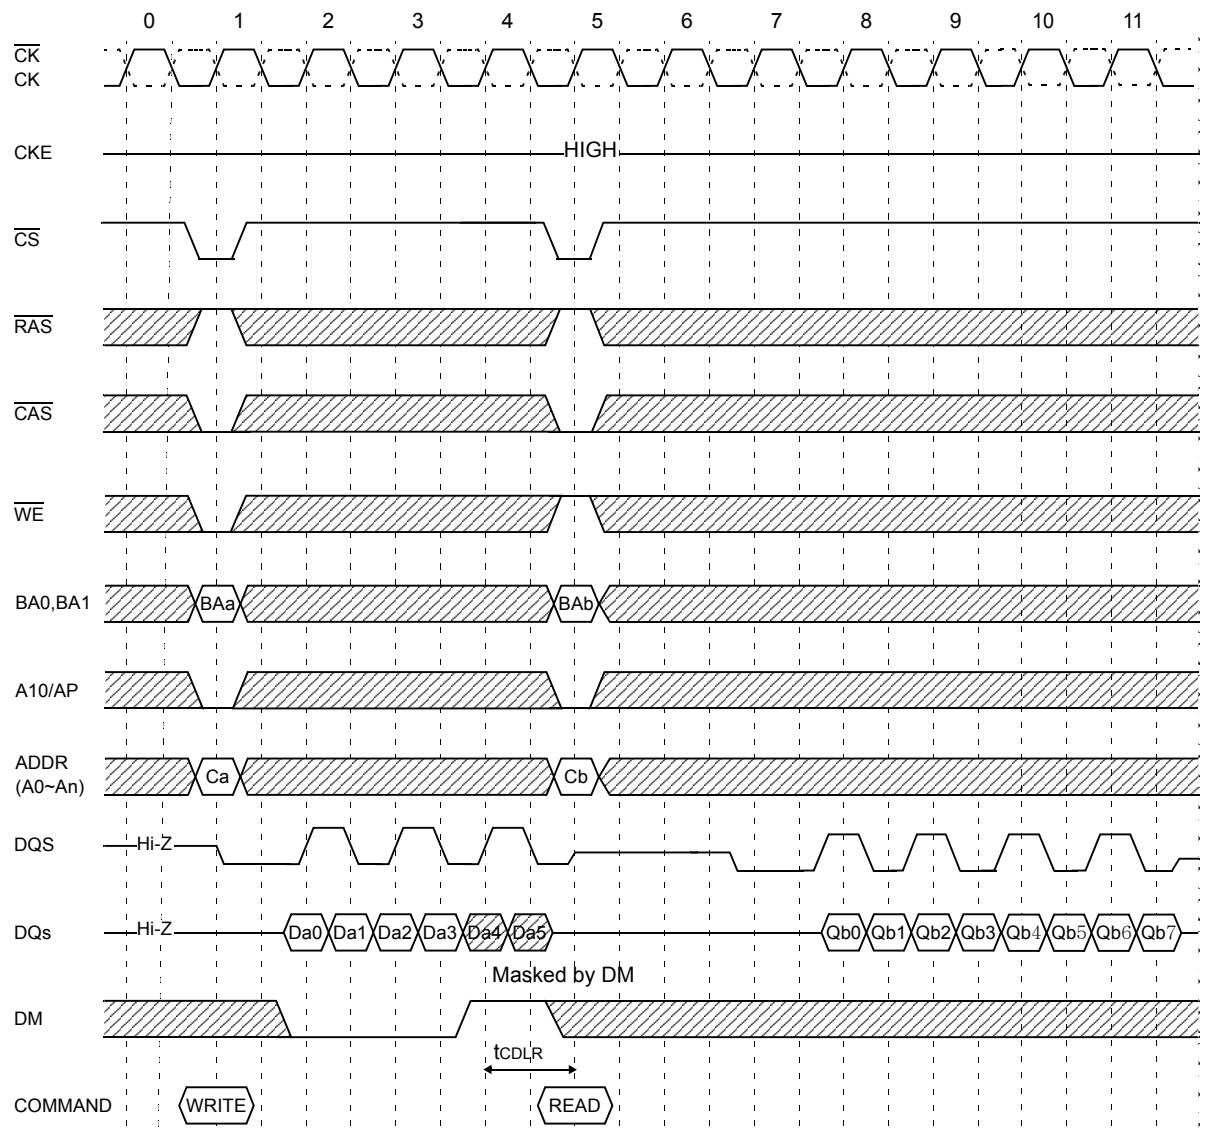 0 1 2 3 4 5 6 7 8 9 10 11
CK
CK
CKE HIGH
CS
RAS
CAS
WE
BA0,BA1 BAa BAb
A10/AP
ADDR
(A0~An) Ca Cb
DQS Hi-Z
DQs Hi-Z Da0 Da1 Da2 Da3 Da4 Da5 Qb0 Qb1 Qb2 Qb3 Qb4 Qb5 Qb6 Qb7
Masked by DM
DM
tCDLR
COMMAND WRITE READ